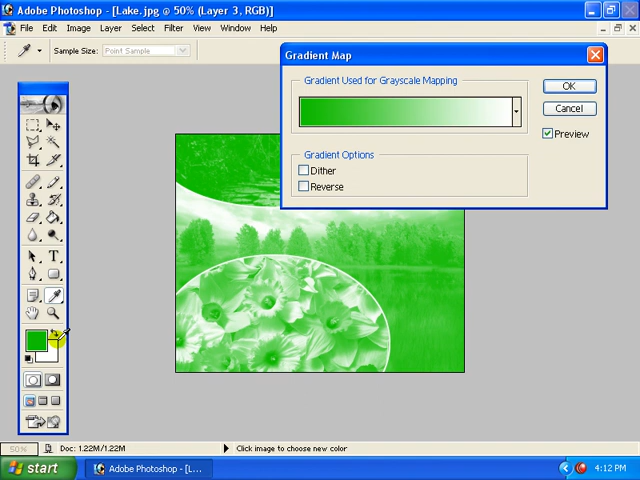 Adobe Photoshop - [Lake.jpg @ 50% (Layer 3, RGB)]
File Edit Image Layer Select Filter View Window Help
Sample Size: Point Sample
Gradient Map
Gradient Used for Grayscale Mapping
OK
Cancel
Preview
Gradient Options
Dither
Reverse
T
50% Doc: 1.22M/1.22M Click image to choose new color
start Adobe Photoshop - [L... 4:12 PM